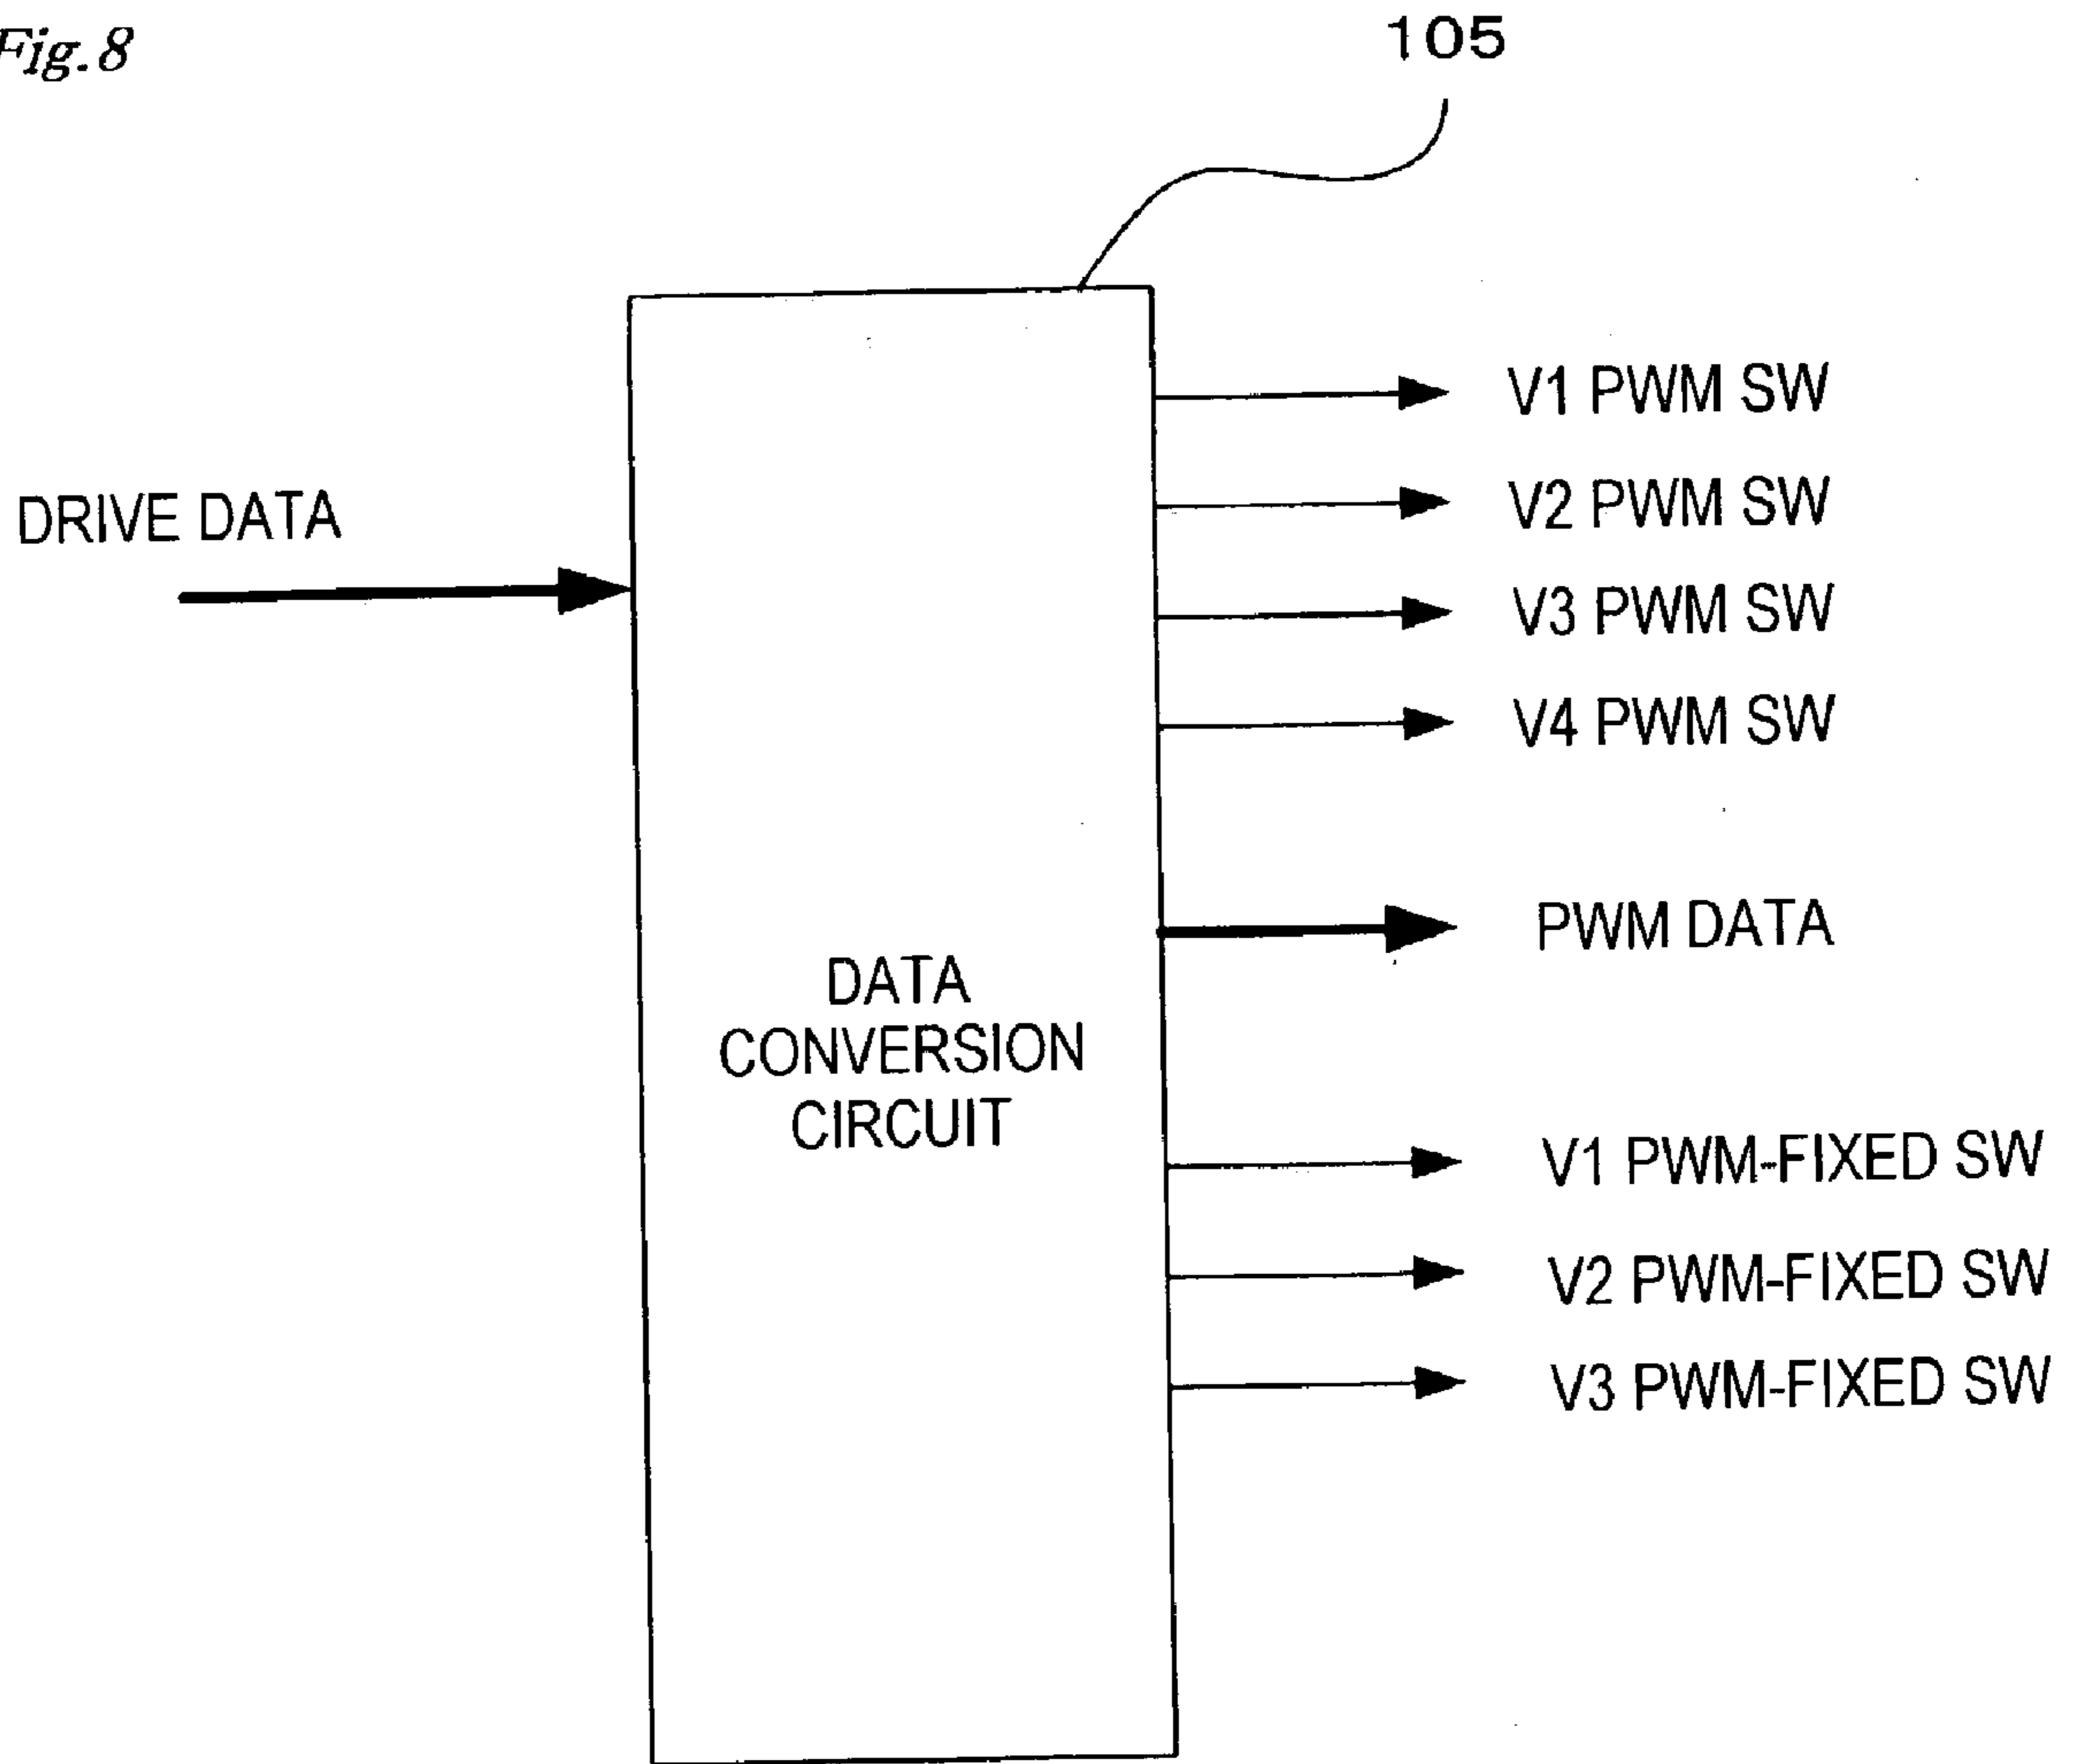 Fig. 8
105
V1 PWM SW
V2 PWM SW
DRIVE DATA
V3 PWM SW
V4 PWM SW
PWM DATA
DATA
CONVERSION
CIRCUIT
V1 PWM-FIXED SW
V2 PWM-FIXED SW
V3 PWM-FIXED SW